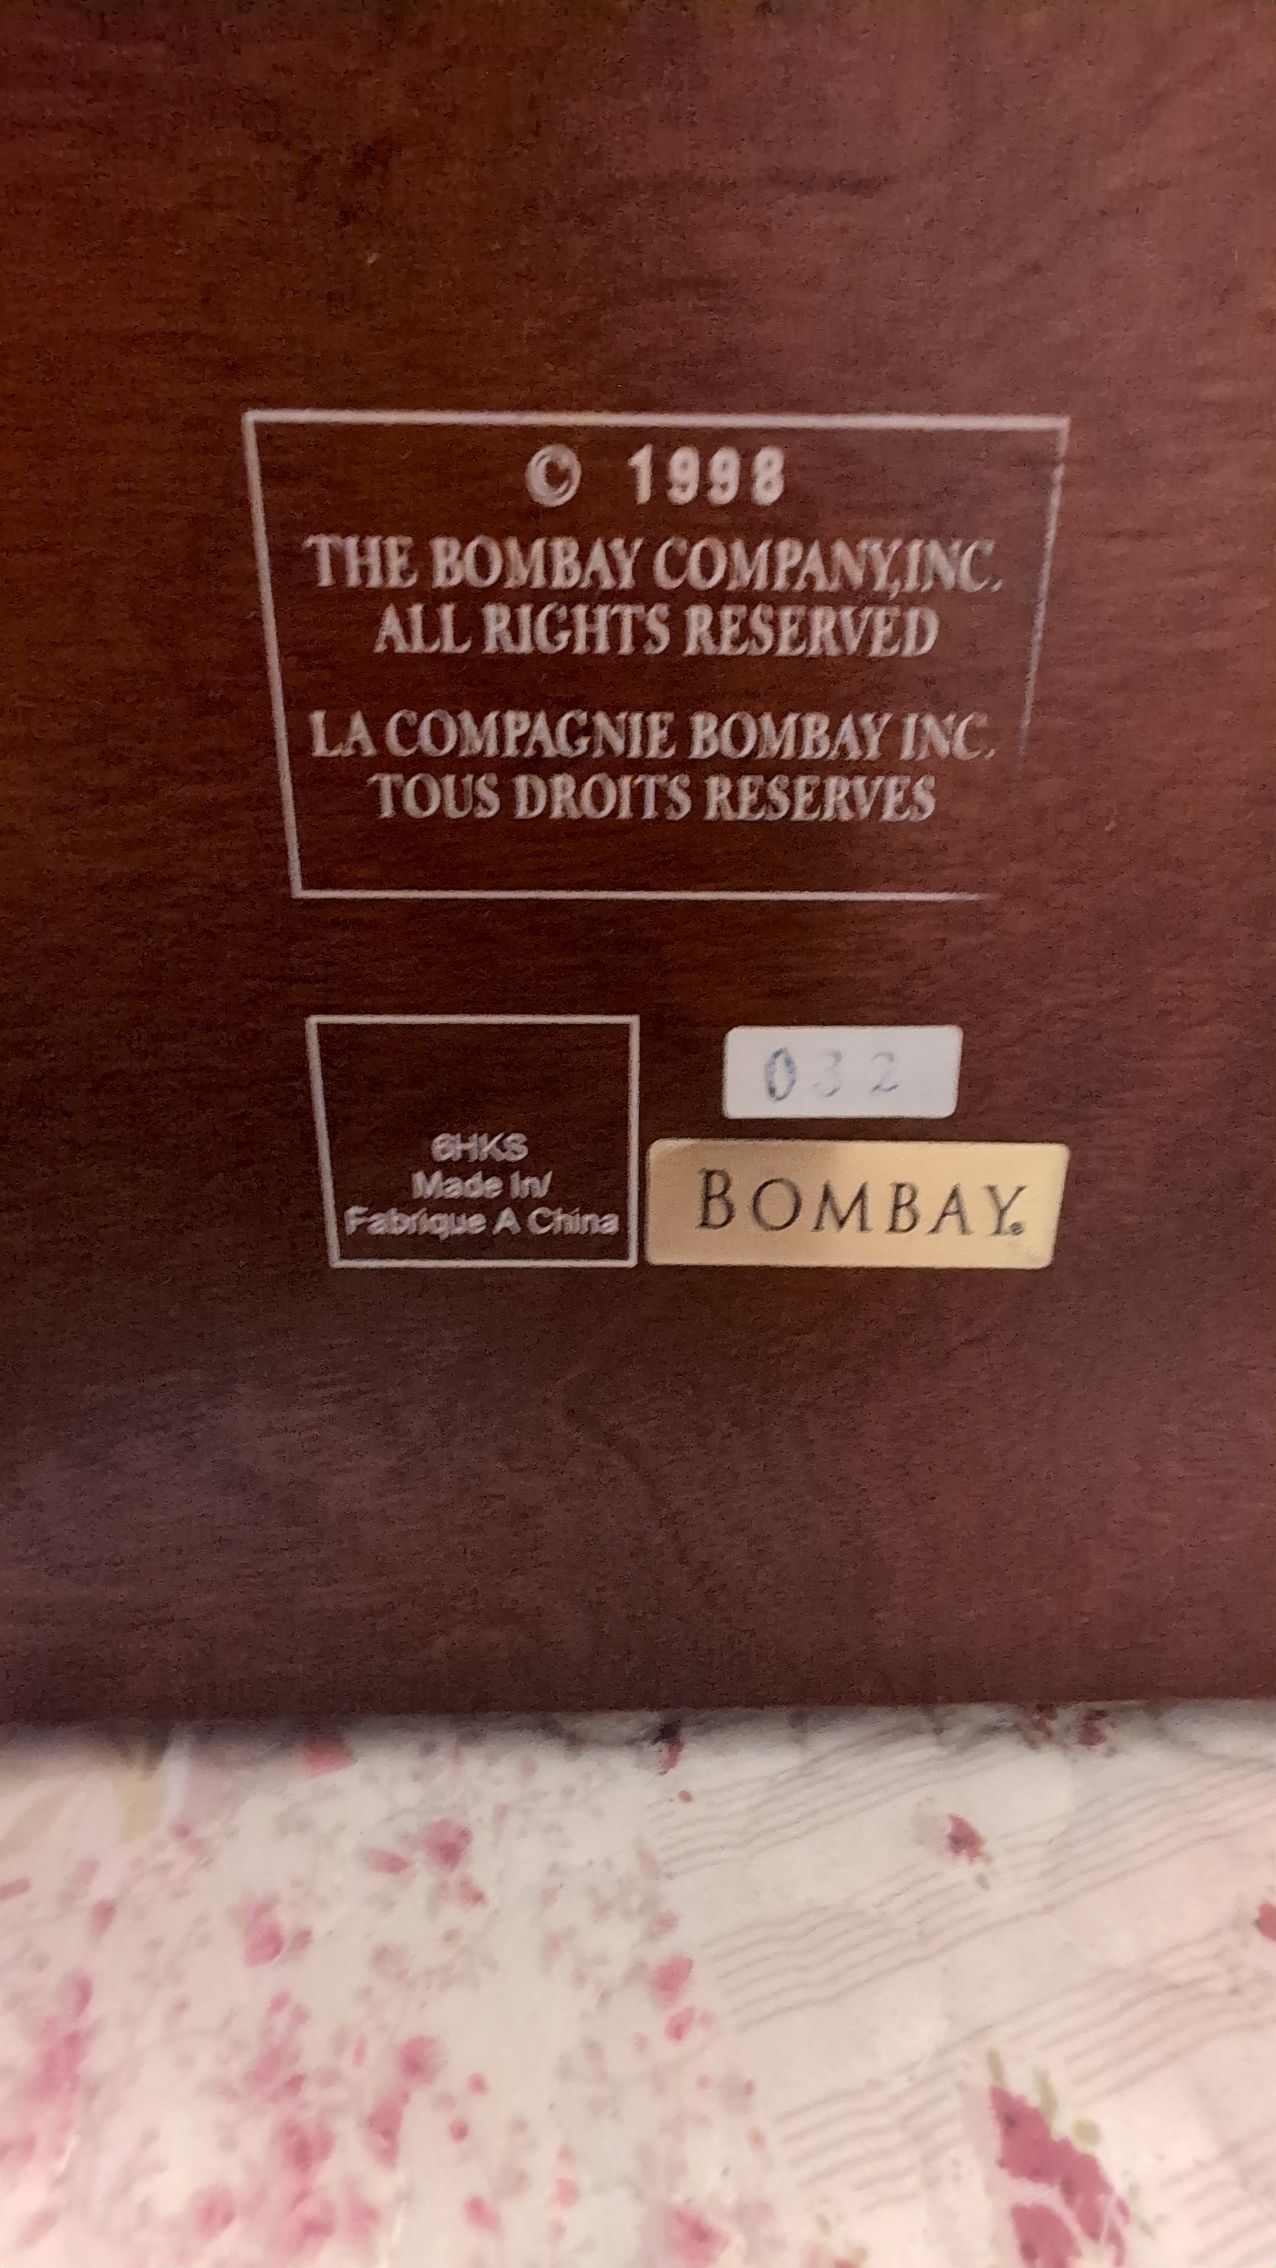 © 1998
THE BOMBAY COMPANY, INC.
ALL RIGHTS RESERVED
LA COMPAGNIE BOMBAY INC.
TOUS DROITS RESERVES
032
6HKS
Made In/
Fabrique A China
BOMBAY®